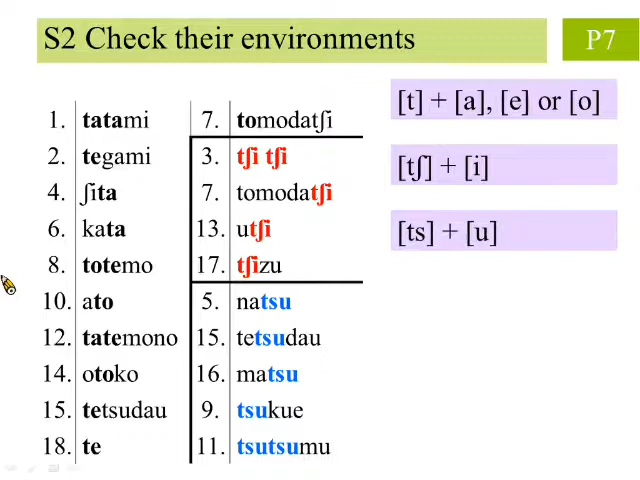 S2 Check their environments
P7
1. tatami
2. tegami
4. ʃita
6. kata
8. totemo
10. ato
12. tatemono
14. otoko
15. tetsudau
18. te
7. tomodatʃi
3. tʃi tʃi
7. tomodatʃi
13. utʃi
17. tʃizu
5. natsu
15. tetsudau
16. matsu
9. tsukue
11. tsutsumu
[t] + [a], [e] or [o]
[tʃ] + [i]
[ts] + [u]